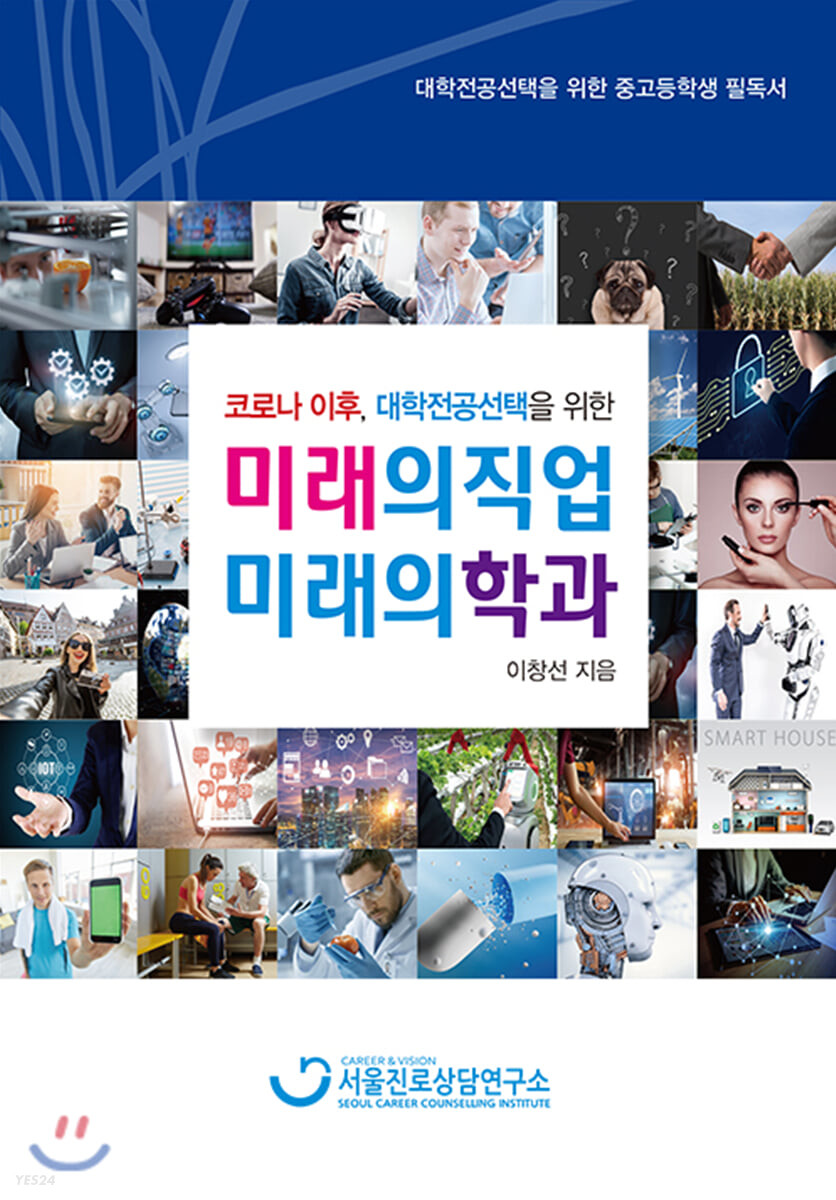 대학전공선택을 위한 중고등학생 필독서
코로나 이후, 대학전공선택을 위한
미래의직업
미래의학과
이창선 지음
IOT
SMART HOUSE
CAREER & VISION
서울진로상담연구소
SEOUL CAREER COUNSELLING INSTITUTE
YES24